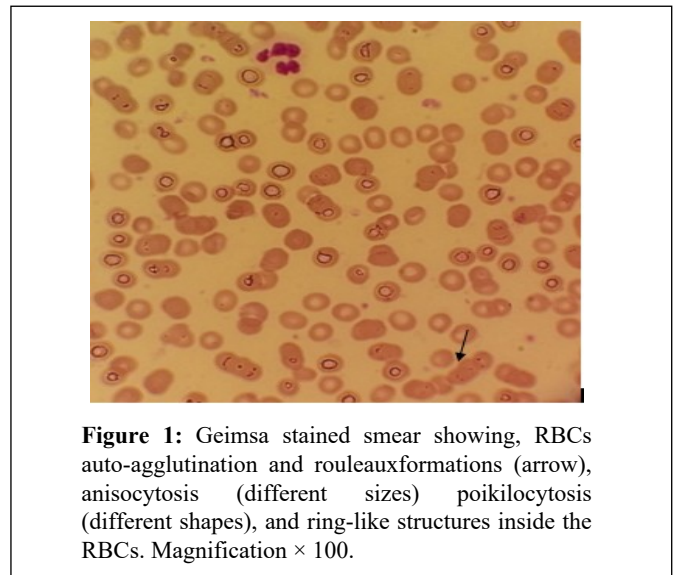 Figure 1: Geimsa stained smear showing, RBCs
auto-agglutination and rouleauxformations (arrow),
anisocytosis (different sizes) poikilocytosis
(different shapes), and ring-like structures inside the
RBCs. Magnification × 100.